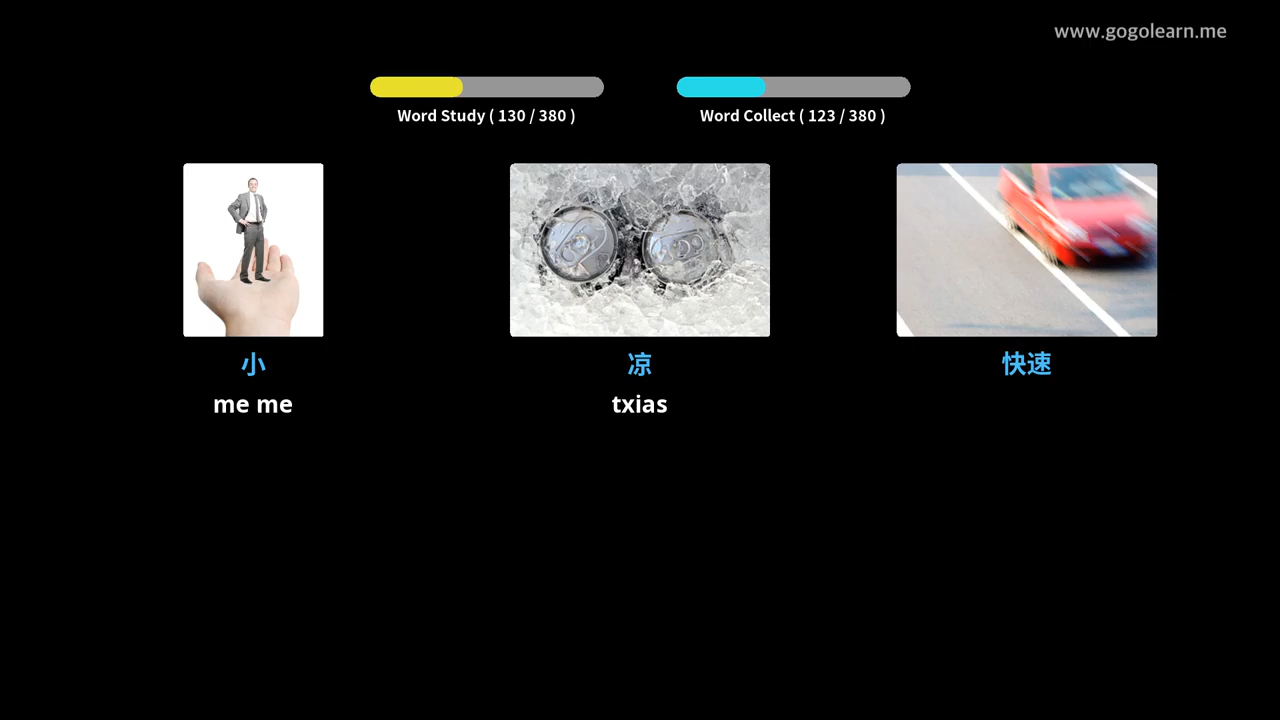 www.gogolearn.me
Word Study ( 130 / 380 )
Word Collect ( 123 / 380 )
小
凉
快速
me me
txias